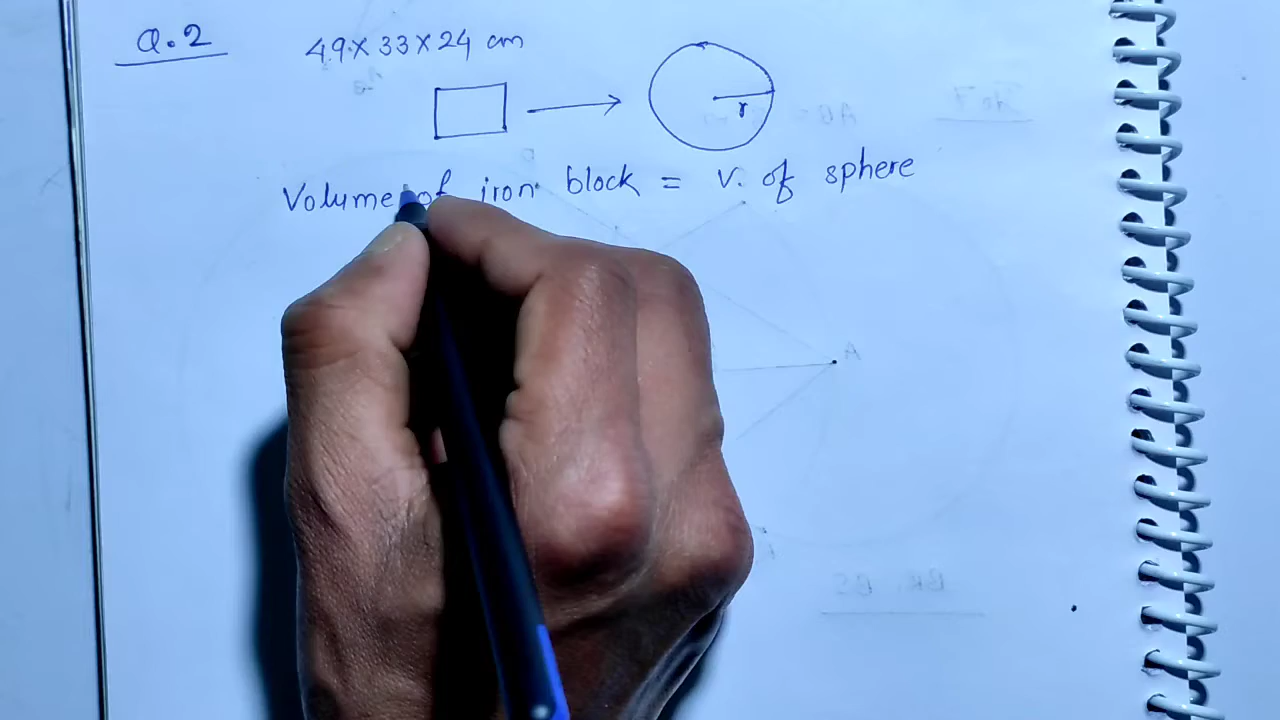 Q.2
49×33×24 cm
r
Volume of iron block = V. of sphere
A